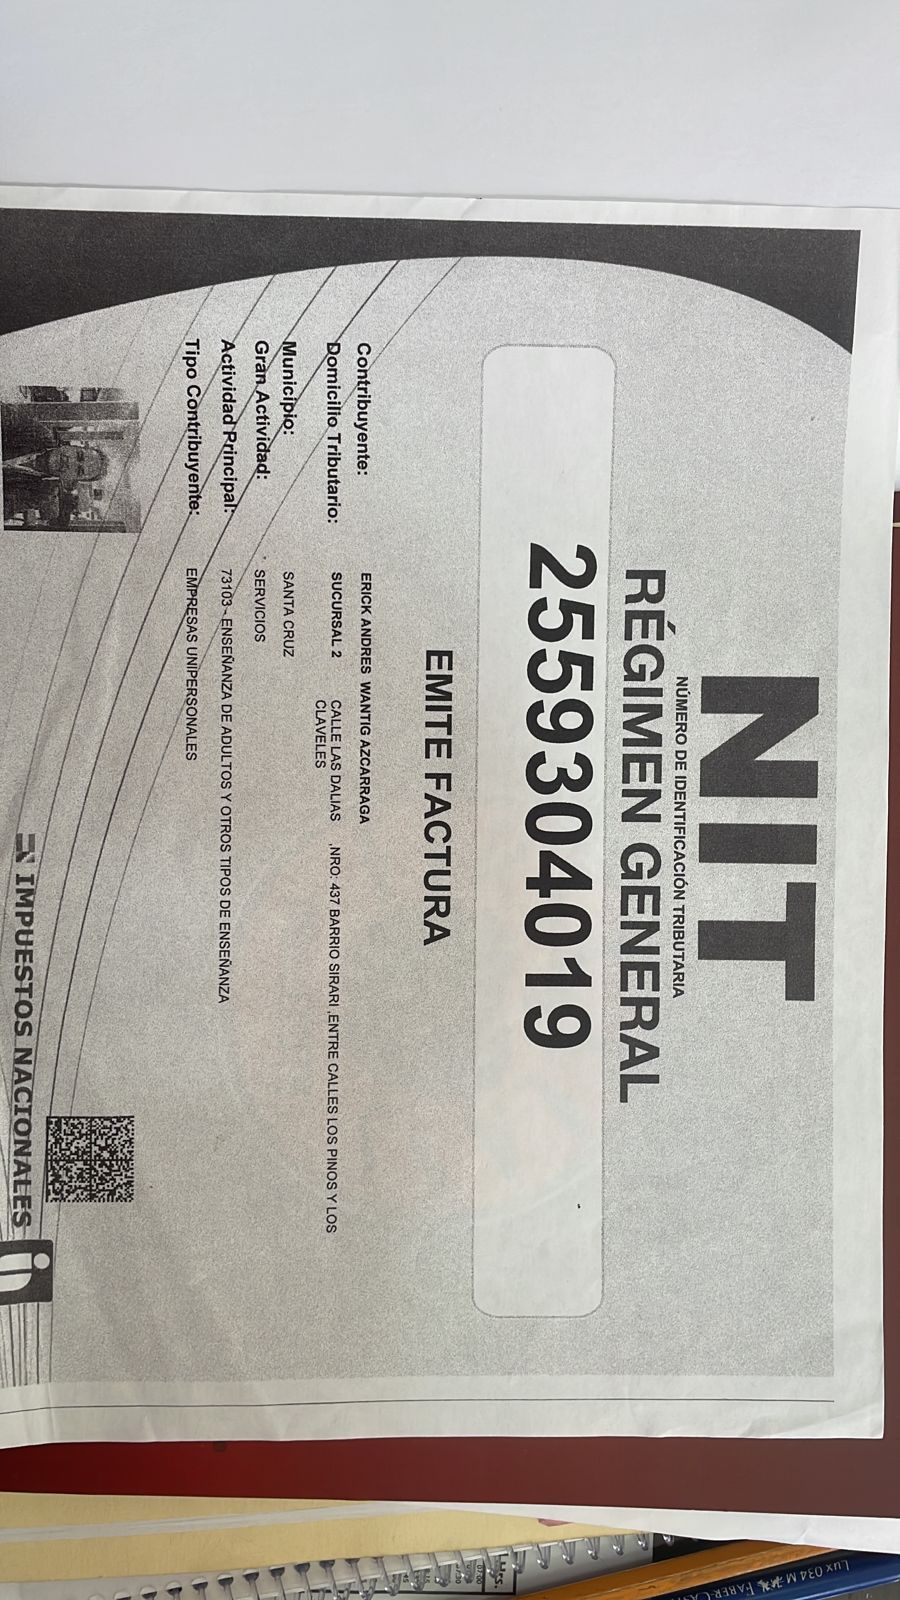 NIT
NÚMERO DE IDENTIFICACIÓN TRIBUTARIA
RÉGIMEN GENERAL
2559304019
EMITE FACTURA
Contribuyente: ERICK ANDRES WANTIG AZCARRAGA
Domicilio Tributario: SUCURSAL 2 CALLE LAS DALIAS ,NRO: 437 BARRIO SIRARI ,ENTRE CALLES LOS PINOS Y LOS
CLAVELES
Municipio: SANTA CRUZ
Gran Actividad: SERVICIOS
Actividad Principal: 73103 - ENSEÑANZA DE ADULTOS Y OTROS TIPOS DE ENSEÑANZA
Tipo Contribuyente: EMPRESAS UNIPERSONALES
IMPUESTOS NACIONALES
Hrs.
07:00
Lux 034 M FABER-CAS